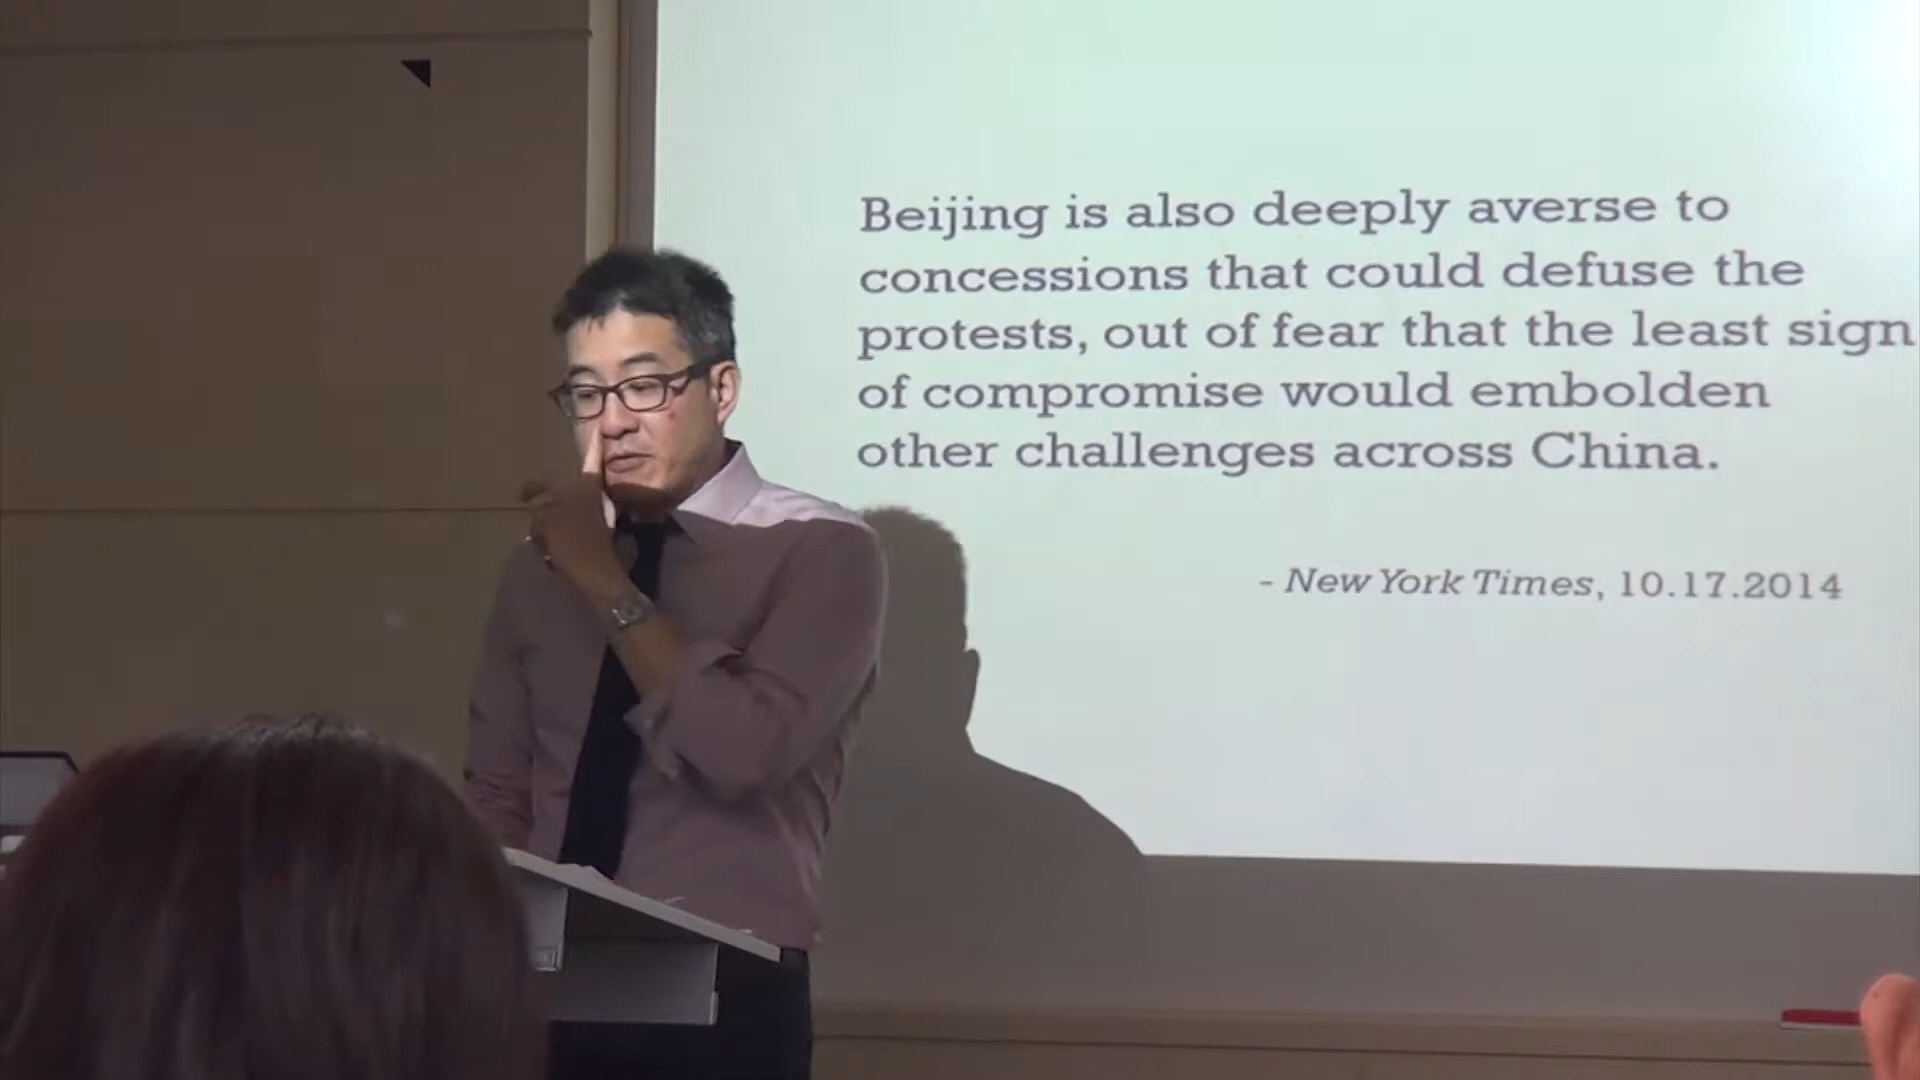 Beijing is also deeply averse to
concessions that could defuse the
protests, out of fear that the least sign
of compromise would embolden
other challenges across China.
- New York Times, 10.17.2014